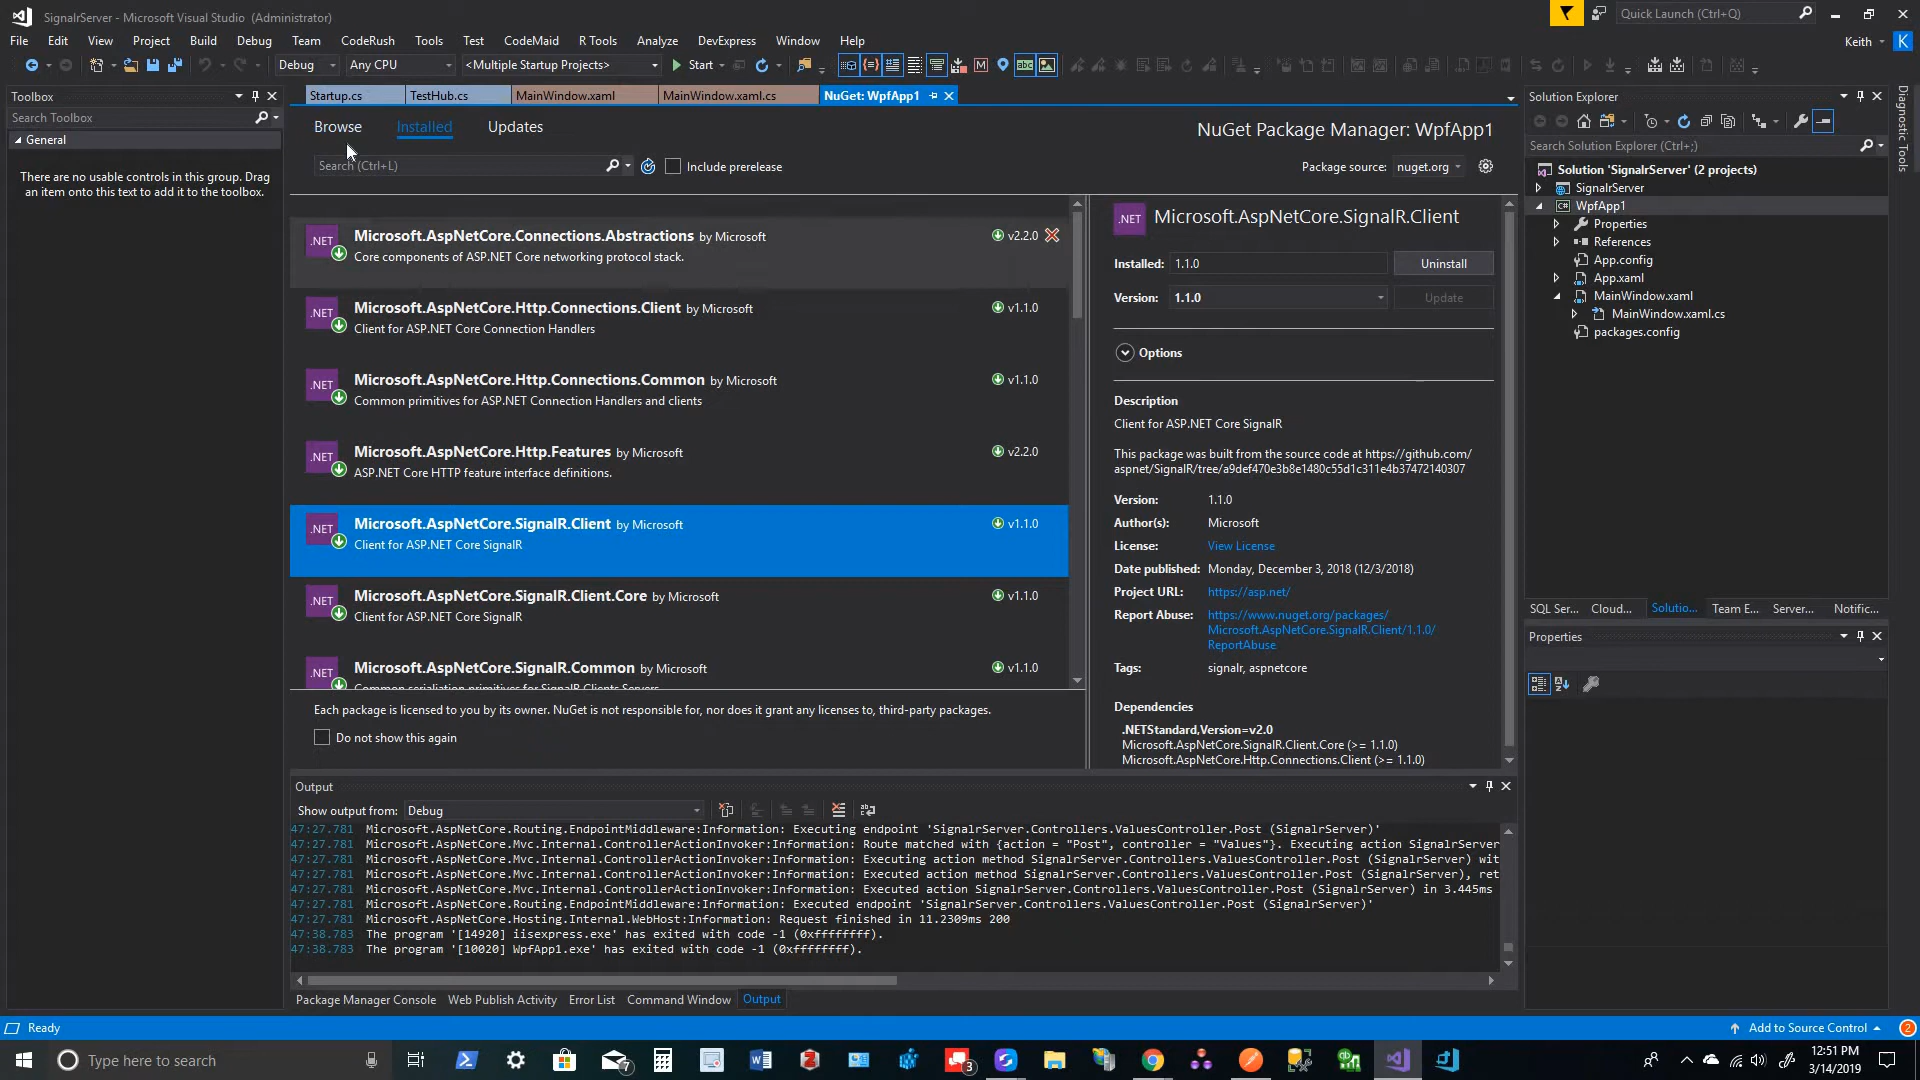 SignalrServer - Microsoft Visual Studio (Administrator)
Quick Launch (Ctrl+Q)
File Edit View Project Build Debug Team CodeRush Tools Test CodeMaid R Tools Analyze DevExpress Window Help
Keith K
Debug Any CPU <Multiple Startup Projects> Start
Toolbox
Search Toolbox
General
There are no usable controls in this group. Drag
an item onto this text to add it to the toolbox.
Startup.cs TestHub.cs MainWindow.xaml MainWindow.xaml.cs NuGet: WpfApp1
Browse Installed Updates
NuGet Package Manager: WpfApp1
Search (Ctrl+L)
Include prerelease
Package source: nuget.org
.NET Microsoft.AspNetCore.Connections.Abstractions by Microsoft v2.2.0
Core components of ASP.NET Core networking protocol stack.
.NET Microsoft.AspNetCore.Http.Connections.Client by Microsoft v1.1.0
Client for ASP.NET Core Connection Handlers
.NET Microsoft.AspNetCore.Http.Connections.Common by Microsoft v1.1.0
Common primitives for ASP.NET Connection Handlers and clients
.NET Microsoft.AspNetCore.Http.Features by Microsoft v2.2.0
ASP.NET Core HTTP feature interface definitions.
.NET Microsoft.AspNetCore.SignalR.Client by Microsoft v1.1.0
Client for ASP.NET Core SignalR
.NET Microsoft.AspNetCore.SignalR.Client.Core by Microsoft v1.1.0
Client for ASP.NET Core SignalR
.NET Microsoft.AspNetCore.SignalR.Common by Microsoft v1.1.0
Common serialiation primitives for SignalR Clients Servers
Each package is licensed to you by its owner. NuGet is not responsible for, nor does it grant any licenses to, third-party packages.
Do not show this again
.NET Microsoft.AspNetCore.SignalR.Client
Installed: 1.1.0 Uninstall
Version: 1.1.0 Update
Options
Description
Client for ASP.NET Core SignalR
This package was built from the source code at https://github.com/
aspnet/SignalR/tree/a9def470e3b8e1480c55d1c311e4b37472140307
Version: 1.1.0
Author(s): Microsoft
License: View License
Date published: Monday, December 3, 2018 (12/3/2018)
Project URL: https://asp.net/
Report Abuse: https://www.nuget.org/packages/
Microsoft.AspNetCore.SignalR.Client/1.1.0/
ReportAbuse
Tags: signalr, aspnetcore
Dependencies
.NETStandard,Version=v2.0
Microsoft.AspNetCore.SignalR.Client.Core (>= 1.1.0)
Microsoft.AspNetCore.Http.Connections.Client (>= 1.1.0)
Output
Show output from: Debug
47:27.781 Microsoft.AspNetCore.Routing.EndpointMiddleware:Information: Executing endpoint 'SignalrServer.Controllers.ValuesController.Post (SignalrServer)'
47:27.781 Microsoft.AspNetCore.Mvc.Internal.ControllerActionInvoker:Information: Route matched with {action = "Post", controller = "Values"}. Executing action SignalrServer
47:27.781 Microsoft.AspNetCore.Mvc.Internal.ControllerActionInvoker:Information: Executing action method SignalrServer.Controllers.ValuesController.Post (SignalrServer) wit
47:27.781 Microsoft.AspNetCore.Mvc.Internal.ControllerActionInvoker:Information: Executed action method SignalrServer.Controllers.ValuesController.Post (SignalrServer), ret
47:27.781 Microsoft.AspNetCore.Mvc.Internal.ControllerActionInvoker:Information: Executed action SignalrServer.Controllers.ValuesController.Post (SignalrServer) in 3.445ms
47:27.781 Microsoft.AspNetCore.Routing.EndpointMiddleware:Information: Executed endpoint 'SignalrServer.Controllers.ValuesController.Post (SignalrServer)'
47:27.781 Microsoft.AspNetCore.Hosting.Internal.WebHost:Information: Request finished in 11.2309ms 200
47:38.783 The program '[14920] iisexpress.exe' has exited with code -1 (0xffffffff).
47:38.783 The program '[10020] WpfApp1.exe' has exited with code -1 (0xffffffff).
Package Manager Console Web Publish Activity Error List Command Window Output
Solution Explorer
Search Solution Explorer (Ctrl+;)
Solution 'SignalrServer' (2 projects)
SignalrServer
C# WpfApp1
Properties
References
App.config
App.xaml
MainWindow.xaml
MainWindow.xaml.cs
packages.config
SQL Ser... Cloud... Solutio... Team E... Server... Notific...
Properties
Diagnostic Tools
Ready
Add to Source Control
2
Type here to search
7
3
12:51 PM
3/14/2019